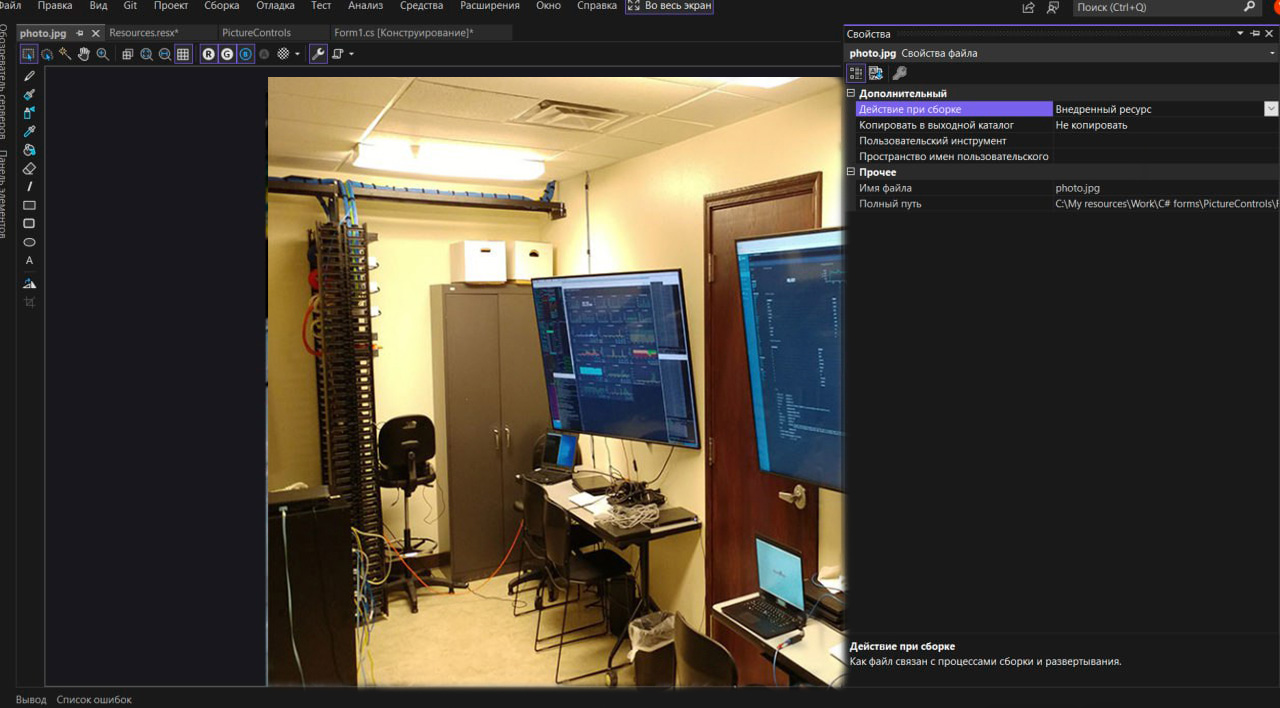 Файл Правка Вид Git Проект Сборка Отладка Тест Анализ Средства Расширения Окно Справка Во весь экран Поиск (Ctrl+Q)
photo.jpg Resources.resx* PictureControls Form1.cs [Конструирование]*
Свойства
photo.jpg Свойства файла
R G B
Дополнительный
Действие при сборке Внедренный ресурс
Копировать в выходной каталог Не копировать
Пользовательский инструмент
Пространство имен пользовательского
Прочее
Имя файла photo.jpg
Полный путь C:\My resources\Work\C# forms\PictureControls\
Обозреватель серверов
Панель элементов
A
Действие при сборке
Как файл связан с процессами сборки и развертывания.
Вывод Список ошибок